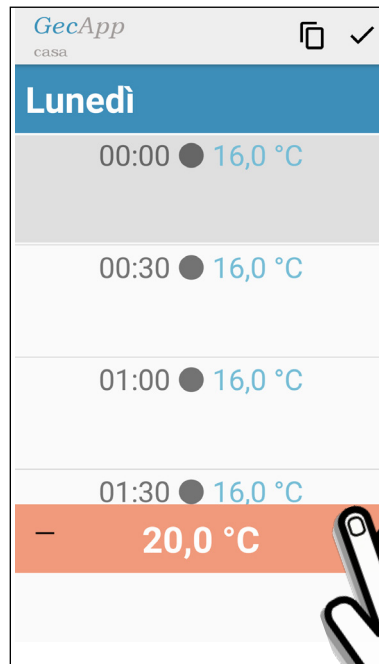 GecApp
casa
Lunedì
00:00 ● 16,0 °C
00:30 ● 16,0 °C
01:00 ● 16,0 °C
01:30 ● 16,0 °C
− 20,0 °C